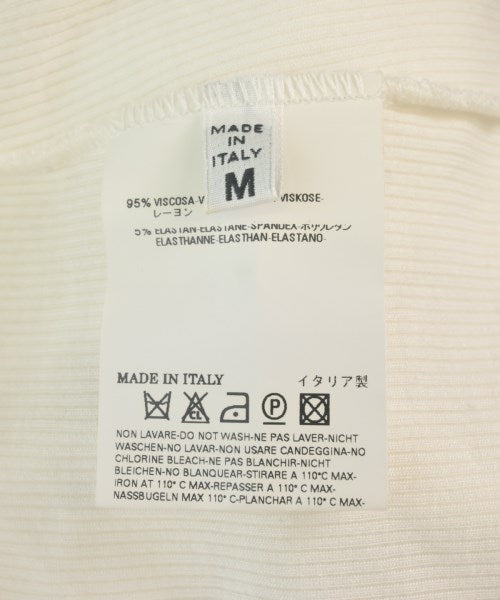 MADE
IN
ITALY
M
95% VISCOSA-V VISKOSE-
レーヨン
5% ELASTAN-ELASTANE-SPANDEX-ポリウレタン
ELASTHANNE-ELASTHAN-ELASTANO-
MADE IN ITALY イタリア製
CL P
NON LAVARE-DO NOT WASH-NE PAS LAVER-NICHT
WASCHEN-NO LAVAR-NON USARE CANDEGGINA-NO
CHLORINE BLEACH-NE PAS BLANCHIR-NICHT
BLEICHEN-NO BLANQUEAR-STIRARE A 110°C MAX-
IRON AT 110° C MAX-REPASSER A 110° C MAX-
NASSBUGELN MAX 110° C-PLANCHAR A 110° C MAX-